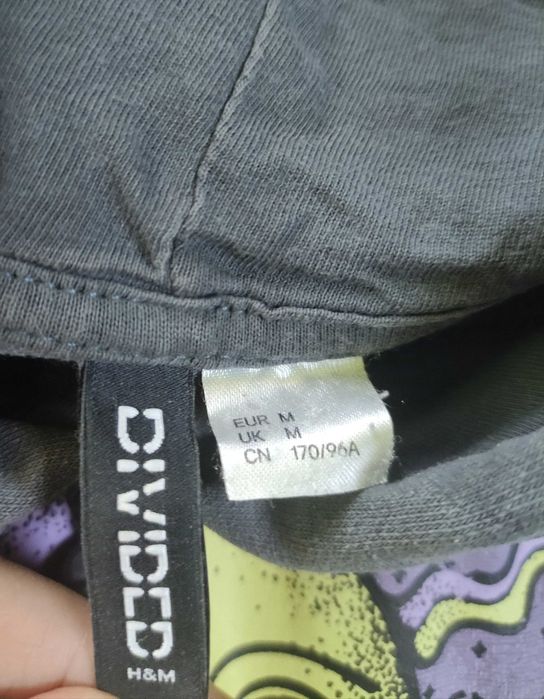 DIVIDED
H&M
EUR M
UK M
CN 170/96A